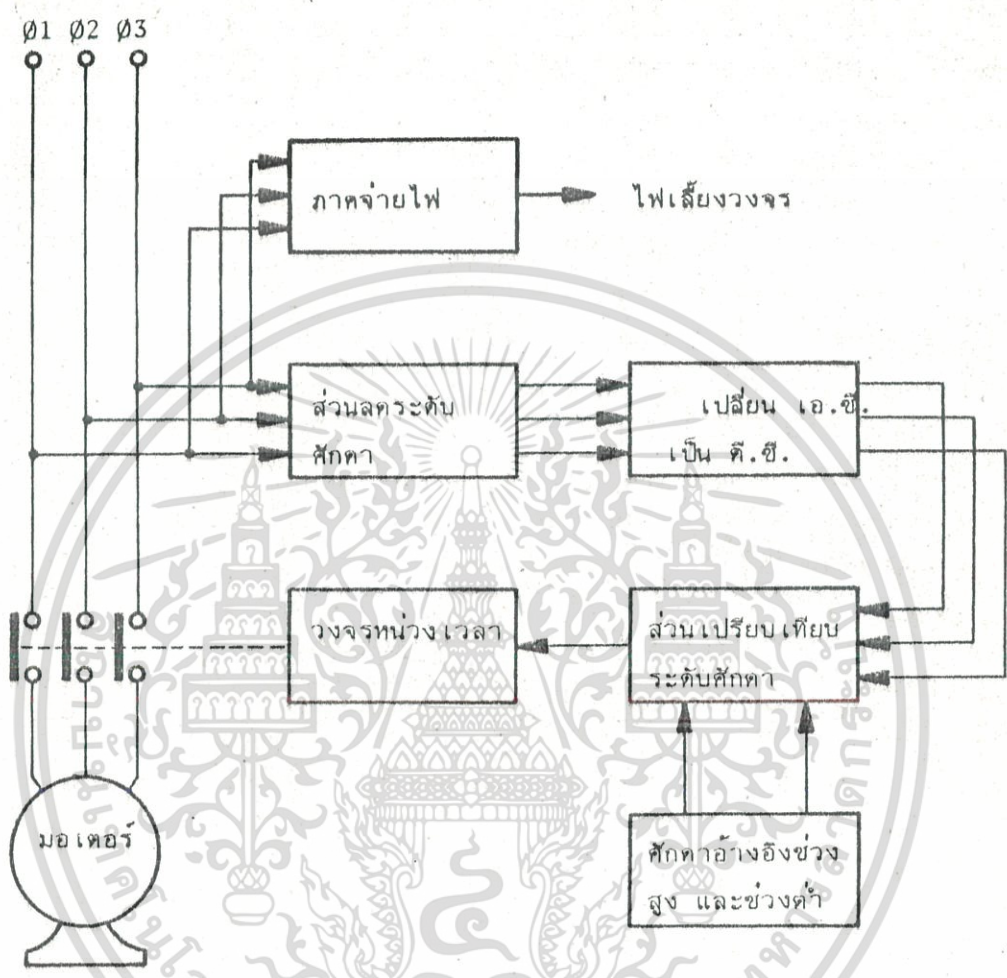 Ø1 Ø2 Ø3
ภาคจ่ายไฟ
ไฟเลี้ยงวงจร
ส่วนลดระดับ
ศักดา
เปลี่ยน เอ.ซี.
เป็น ดี.ซี.
วงจรหน่วงเวลา
ส่วนเปรียบเทียบ
ระดับศักดา
มอเตอร์
ศักดาอ้างอิงช่วง
สูง และช่วงต่ำ